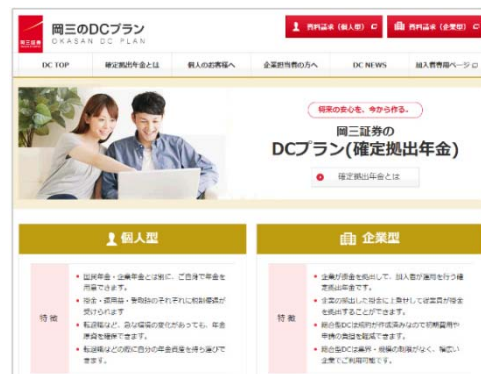 岡三のDCプラン
OKASAN DC PLAN
岡三証券
資料請求（個人型）
資料請求（企業型）
DC TOP
確定拠出年金とは
個人のお客様へ
企業担当者の方へ
DC NEWS
加入者専用ページ
将来の安心を、今から作る。
岡三証券の
DCプラン(確定拠出年金)
確定拠出年金とは
個人型
特徴
国民年金・企業年金とは別に、ご自身で年金を
用意できます。
掛金・運用益・受取時のそれぞれに税制優遇が
受けられます
転退職など、急な環境の変化があっても、年金
原資を確保できます。
転退職などの際に自分の年金資産を持ち運びで
きます。
企業型
特徴
企業が掛金を拠出して、加入者が運用を行う確
定拠出年金です。
企業の拠出した掛金に上乗せして従業員が掛金
を拠出することができます。
総合型DCは規約が作成済みなので初期費用や
申請の負担を軽減できます。
総合型DCは業界・規模の制限がなく、幅広い
企業でご利用可能です。